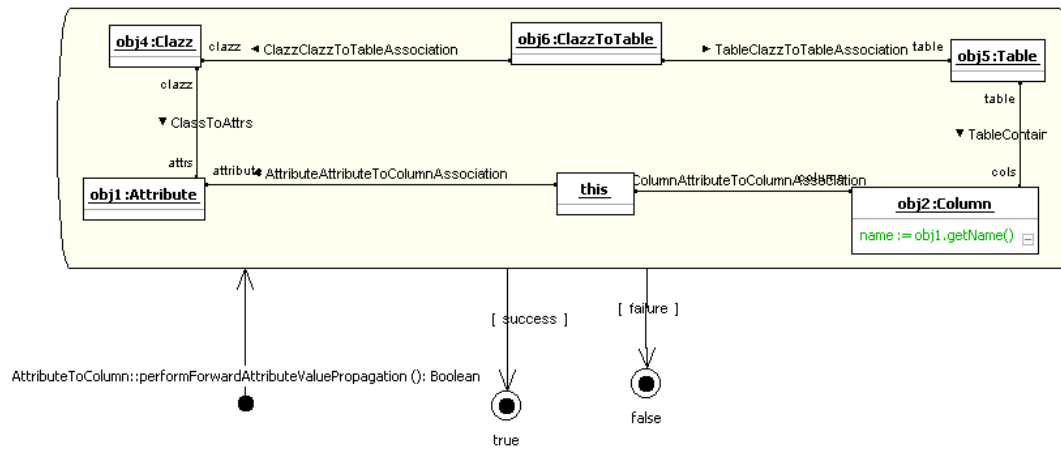 obj4:Clazz
clazz ◄ ClazzClazzToTableAssociation
obj6:ClazzToTable
► TableClazzToTableAssociation table
obj5:Table
clazz
table
▼ ClassToAttrs
▼ TableContain
attrs
cols
attribute◄ AttributeAttributeToColumnAssociation
obj1:Attribute
this
ColumnAttributeToColumnAssociation
column
obj2:Column
name := obj1.getName()
[ success ]
[ failure ]
AttributeToColumn::performForwardAttributeValuePropagation (): Boolean
true
false